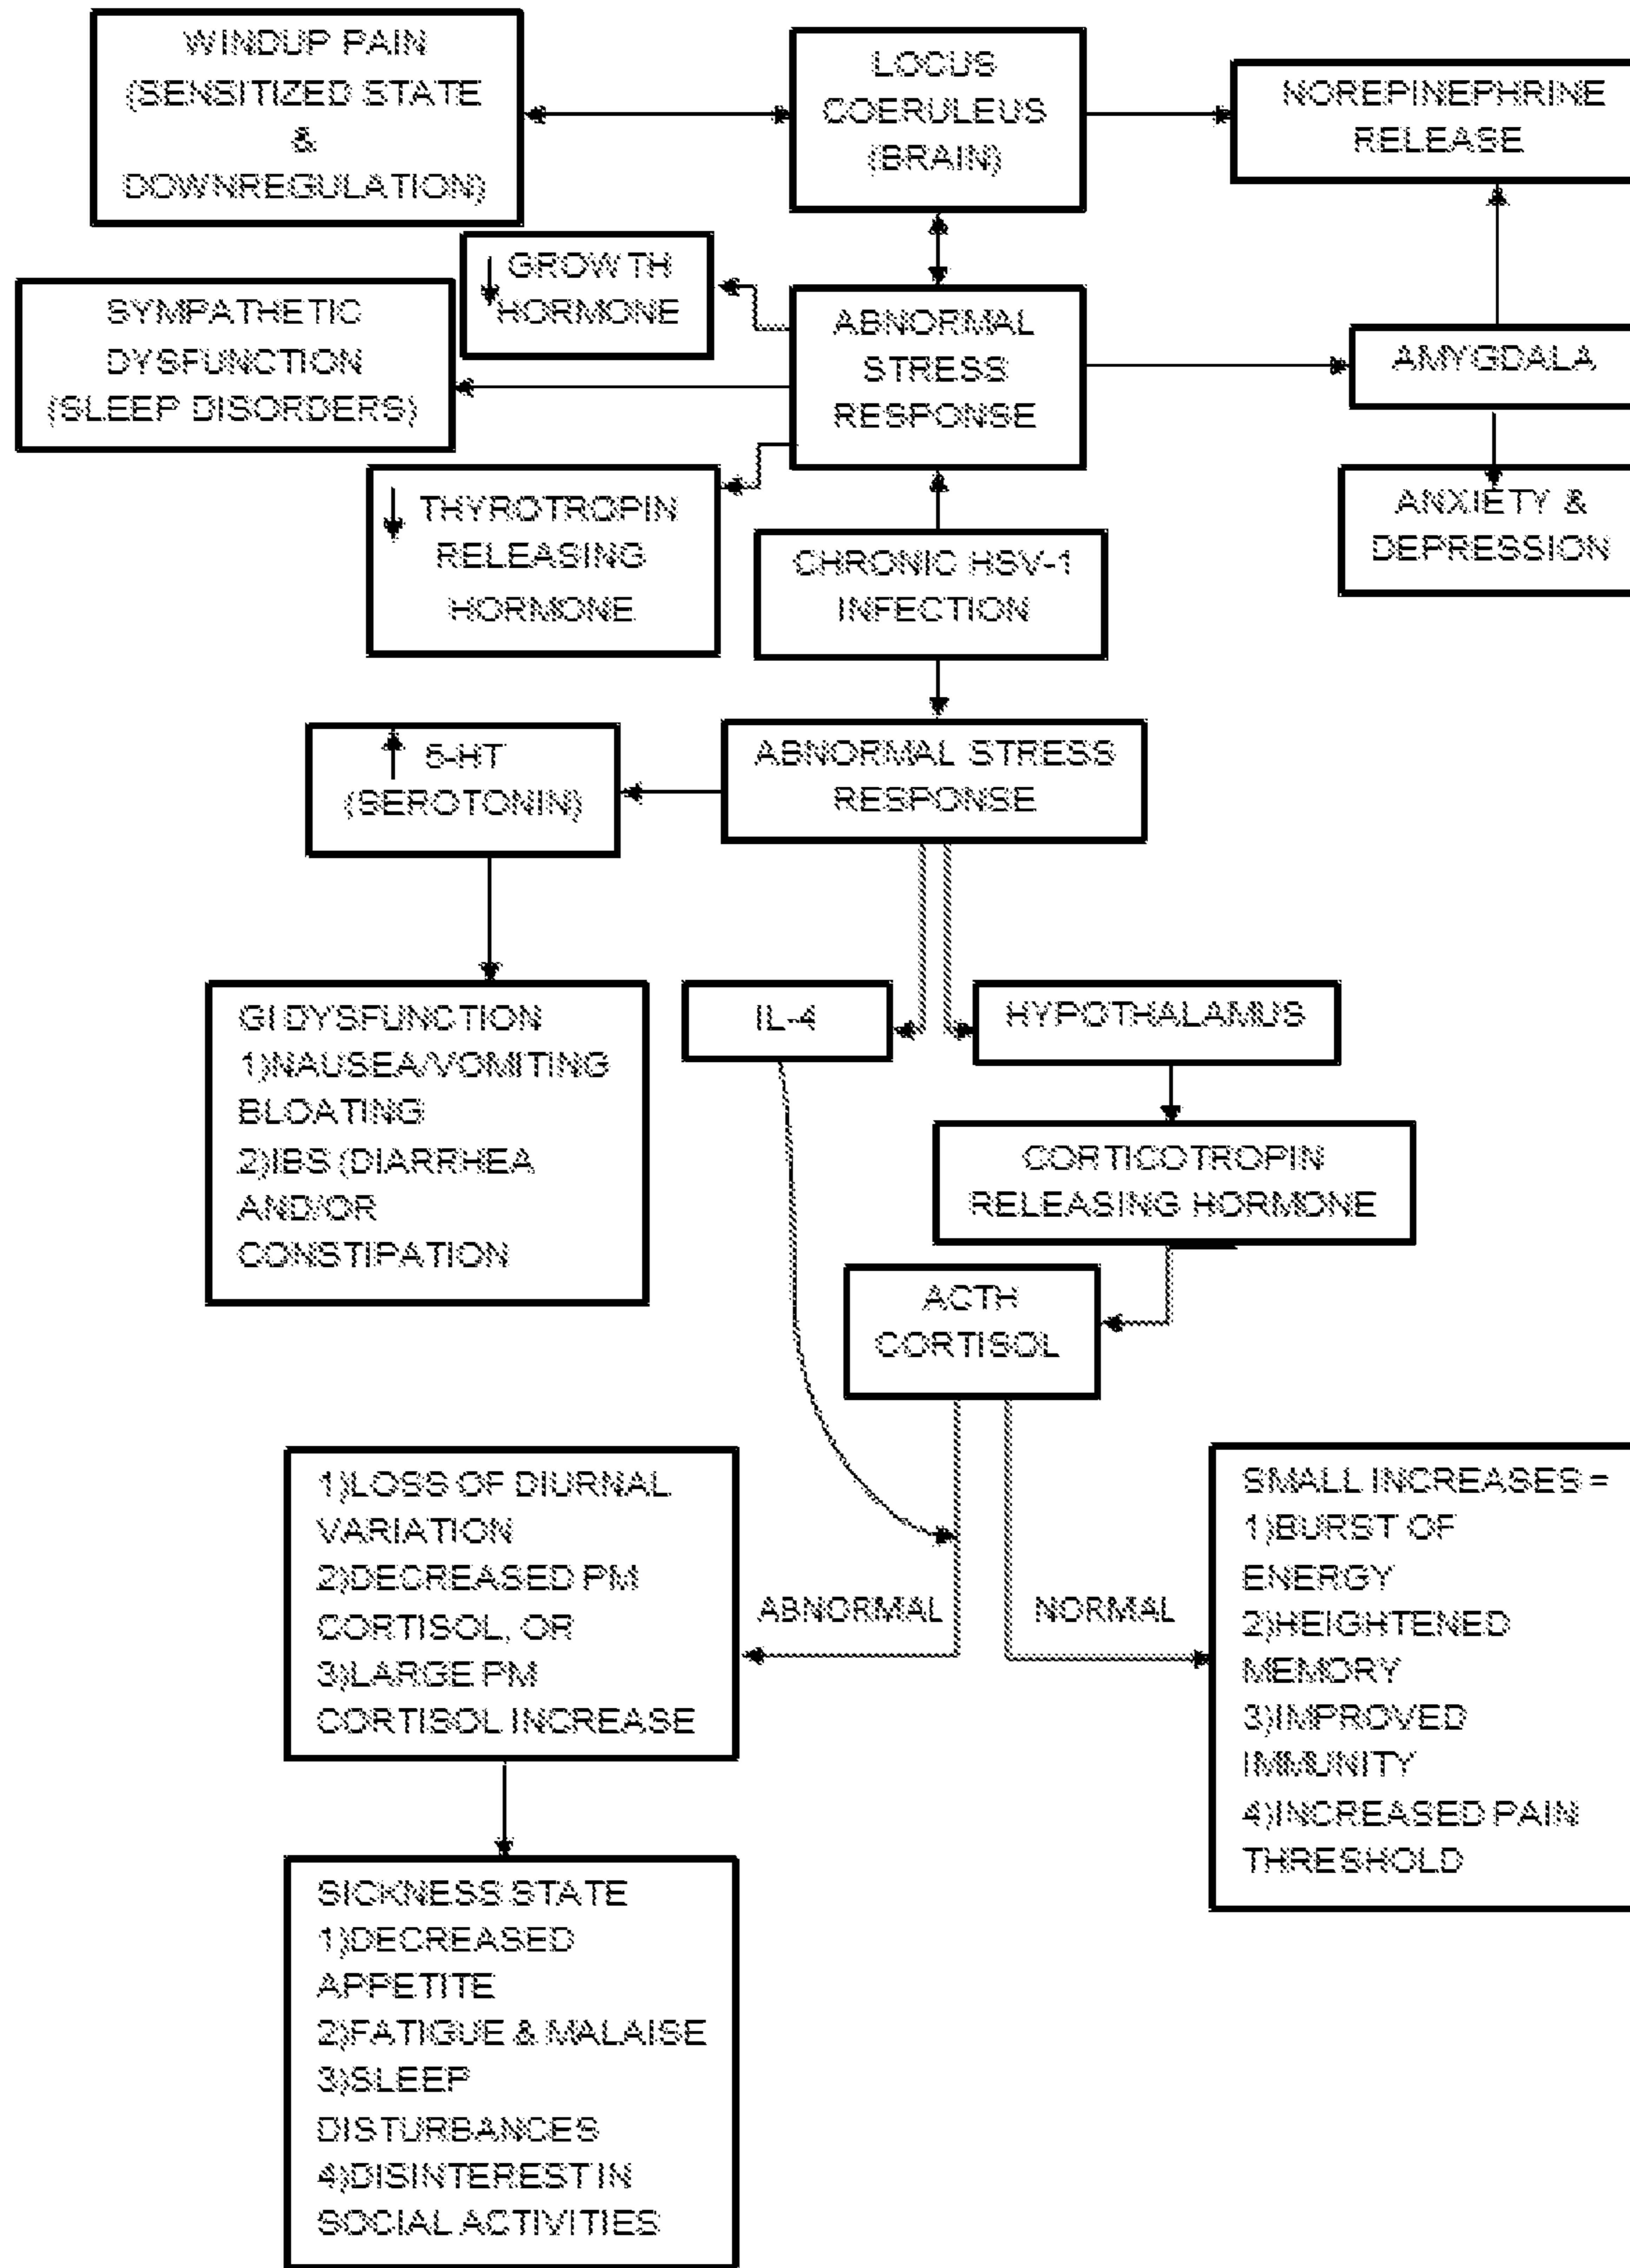 WINDUP PAIN
(SENSITIZED STATE
&
DOWNREGULATION)
LOCUS
COERULEUS
(BRAIN)
NOREPINEPHRINE
RELEASE
GROWTH
HORMONE
SYMPATHETIC
DYSFUNCTION
(SLEEP DISORDERS)
ABNORMAL
STRESS
RESPONSE
AMYGDALA
THYROTROPIN
RELEASING
HORMONE
ANXIETY &
DEPRESSION
CHRONIC HSV-1
INFECTION
5-HT
(SEROTONIN)
ABNORMAL STRESS
RESPONSE
GI DYSFUNCTION
1)NAUSEA/VOMITING
BLOATING
2)IBS (DIARRHEA
AND/OR
CONSTIPATION
IL-4
HYPOTHALAMUS
CORTICOTROPIN
RELEASING HORMONE
ACTH
CORTISOL
1)LOSS OF DIURNAL
VARIATION
2)DECREASED PM
CORTISOL, OR
3)LARGE PM
CORTISOL INCREASE
ABNORMAL
NORMAL
SMALL INCREASES =
1)BURST OF
ENERGY
2)HEIGHTENED
MEMORY
3)IMPROVED
IMMUNITY
4)INCREASED PAIN
THRESHOLD
SICKNESS STATE
1)DECREASED
APPETITE
2)FATIGUE & MALAISE
3)SLEEP
DISTURBANCES
4)DISINTEREST IN
SOCIAL ACTIVITIES